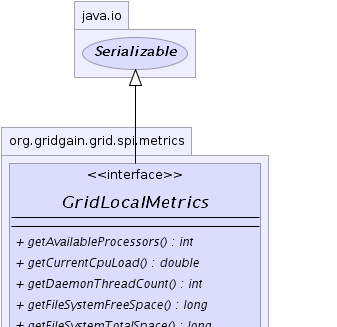 java.io
Serializable
org.gridgain.grid.spi.metrics
<<interface>>
GridLocalMetrics
+ getAvailableProcessors() : int
+ getCurrentCpuLoad() : double
+ getDaemonThreadCount() : int
+ getFileSystemFreeSpace() : long
+ getFileSystemTotalSpace() : long